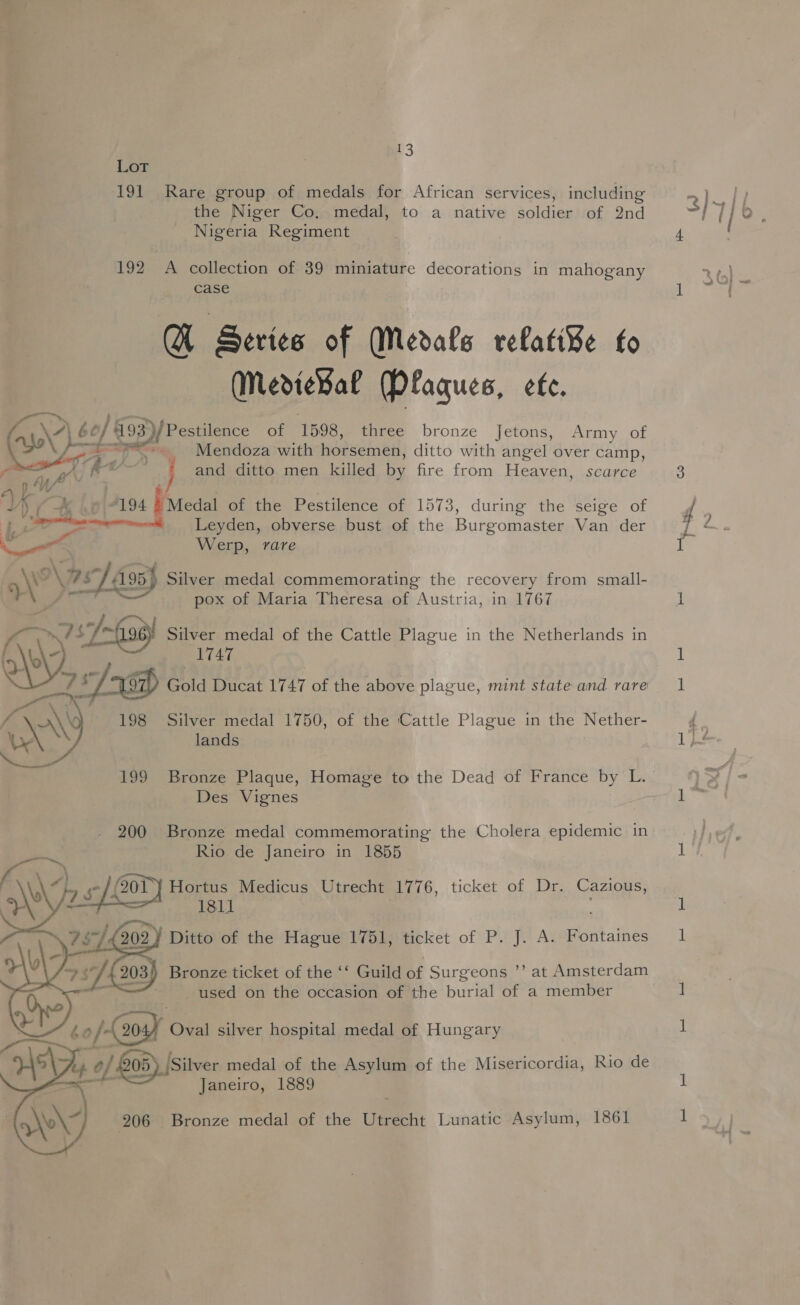 13
Lot
191 Rare group of medals for African services, including
the Niger Co. medal, to a native soldier of 2nd
Nigeria Regiment 4
192 A collection of 39 miniature decorations in mahogany
case 1
A Series of Medals relative to
Medieval Plaques, etc.
193 Pestilence of 1598, three bronze Jetons, Army of
Mendoza with horsemen, ditto with angel over camp,
and ditto men killed by fire from Heaven, scarce 3
194 Medal of the Pestilence of 1573, during the seige of
Leyden, obverse bust of the Burgomaster Van der
Werp, rare 1
195 Silver medal commemorating the recovery from small-
pox of Maria Theresa of Austria, in 1767 1
196 Silver medal of the Cattle Plague in the Netherlands in
1747 1
197 Gold Ducat 1747 of the above plague, mint state and rare 1
198 Silver medal 1750, of the Cattle Plague in the Nether-
lands 1
199 Bronze Plaque, Homage to the Dead of France by L.
Des Vignes 1
200 Bronze medal commemorating the Cholera epidemic in
Rio de Janeiro in 1855 1
201 Hortus Medicus Utrecht 1776, ticket of Dr. Cazious,
1811 1
202 Ditto of the Hague 1751, ticket of P. J. A. Fontaines 1
203 Bronze ticket of the “ Guild of Surgeons ” at Amsterdam
used on the occasion of the burial of a member 1
204 Oval silver hospital medal of Hungary 1
205 Silver medal of the Asylum of the Misericordia, Rio de
Janeiro, 1889 1
206 Bronze medal of the Utrecht Lunatic Asylum, 1861 1